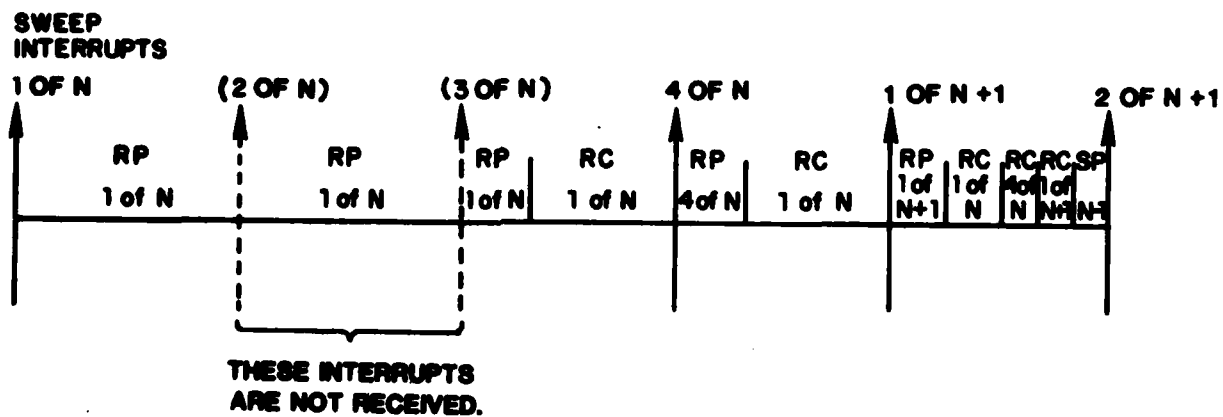 SWEEP
INTERRUPTS
1 OF N (2 OF N) (3 OF N) 4 OF N 1 OF N +1 2 OF N +1
RP RP RP RC RP RC RP RC RC RC SP
1 of N 1 of N 1 of N 1 of N 4 of N 1 of N 1 of N+1 1 of N 4 of N 1 of N+1 N-1
THESE INTERRUPTS
ARE NOT RECEIVED.